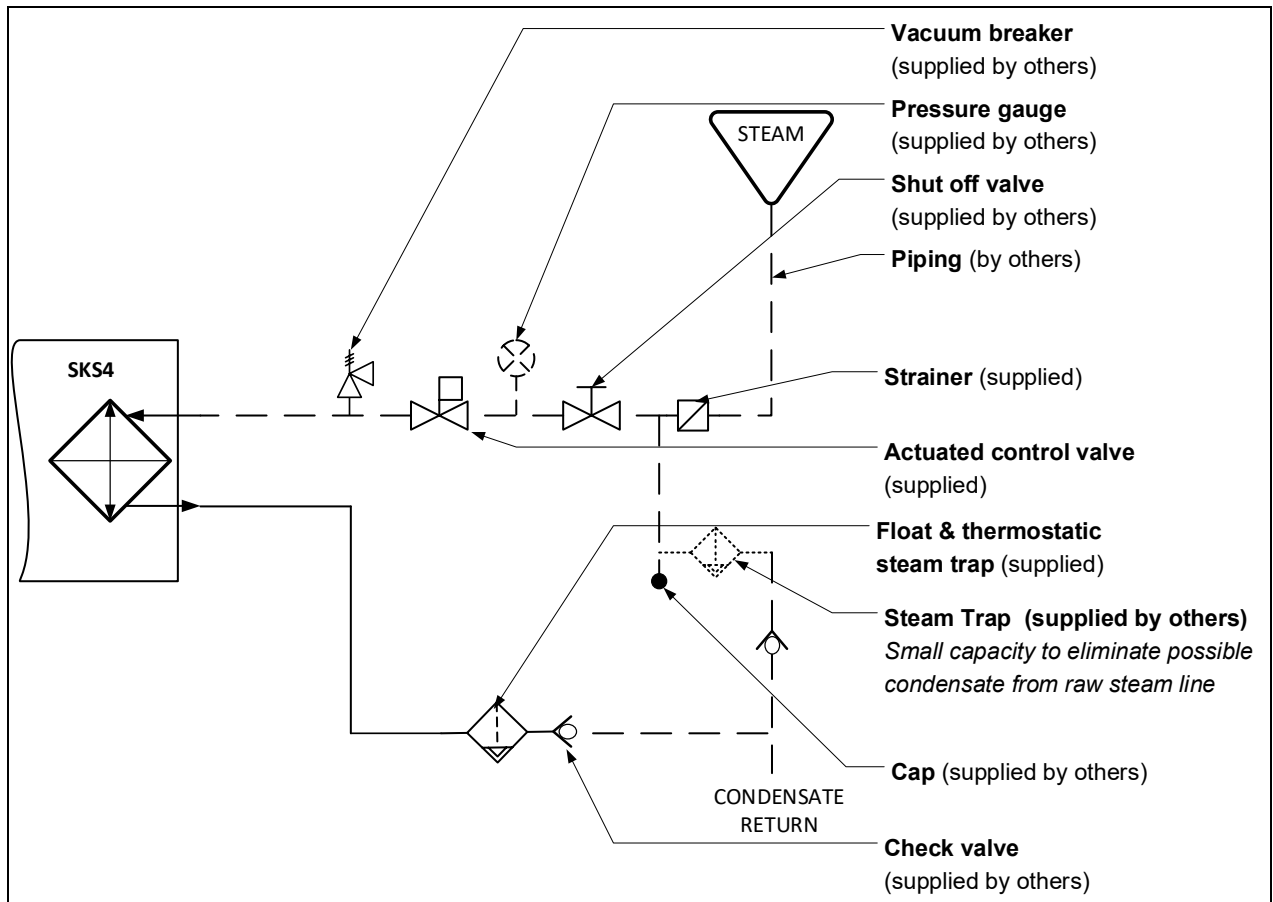 Vacuum breaker
(supplied by others)
Pressure gauge
(supplied by others)
STEAM
Shut off valve
(supplied by others)
Piping (by others)
SKS4
Strainer (supplied)
Actuated control valve
(supplied)
Float & thermostatic
steam trap (supplied)
Steam Trap (supplied by others)
Small capacity to eliminate possible
condensate from raw steam line
Cap (supplied by others)
CONDENSATE
RETURN
Check valve
(supplied by others)